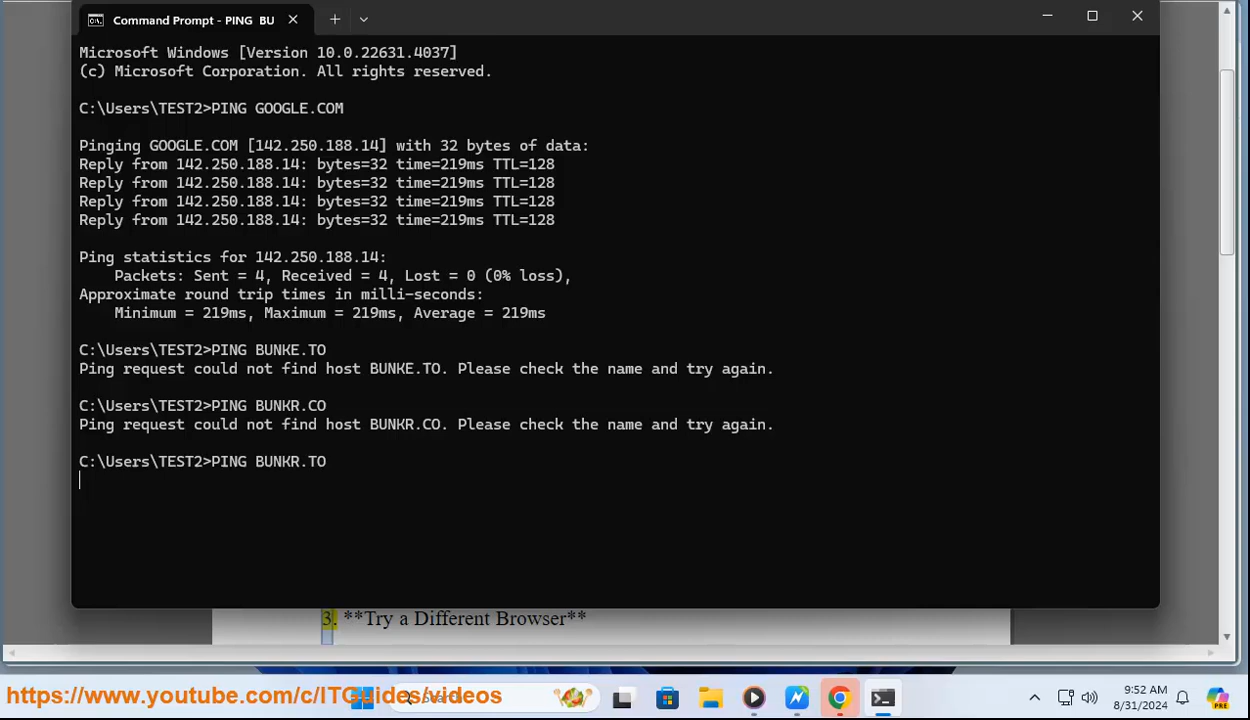 Command Prompt - PING BU
Microsoft Windows [Version 10.0.22631.4037]
(c) Microsoft Corporation. All rights reserved.
C:\Users\TEST2>PING GOOGLE.COM
Pinging GOOGLE.COM [142.250.188.14] with 32 bytes of data:
Reply from 142.250.188.14: bytes=32 time=219ms TTL=128
Reply from 142.250.188.14: bytes=32 time=219ms TTL=128
Reply from 142.250.188.14: bytes=32 time=219ms TTL=128
Reply from 142.250.188.14: bytes=32 time=219ms TTL=128
Ping statistics for 142.250.188.14:
Packets: Sent = 4, Received = 4, Lost = 0 (0% loss),
Approximate round trip times in milli-seconds:
Minimum = 219ms, Maximum = 219ms, Average = 219ms
C:\Users\TEST2>PING BUNKE.TO
Ping request could not find host BUNKE.TO. Please check the name and try again.
C:\Users\TEST2>PING BUNKR.CO
Ping request could not find host BUNKR.CO. Please check the name and try again.
C:\Users\TEST2>PING BUNKR.TO
3. **Try a Different Browser**
https://www.youtube.com/c/ITGuides/videos
9:52 AM
8/31/2024
PRE